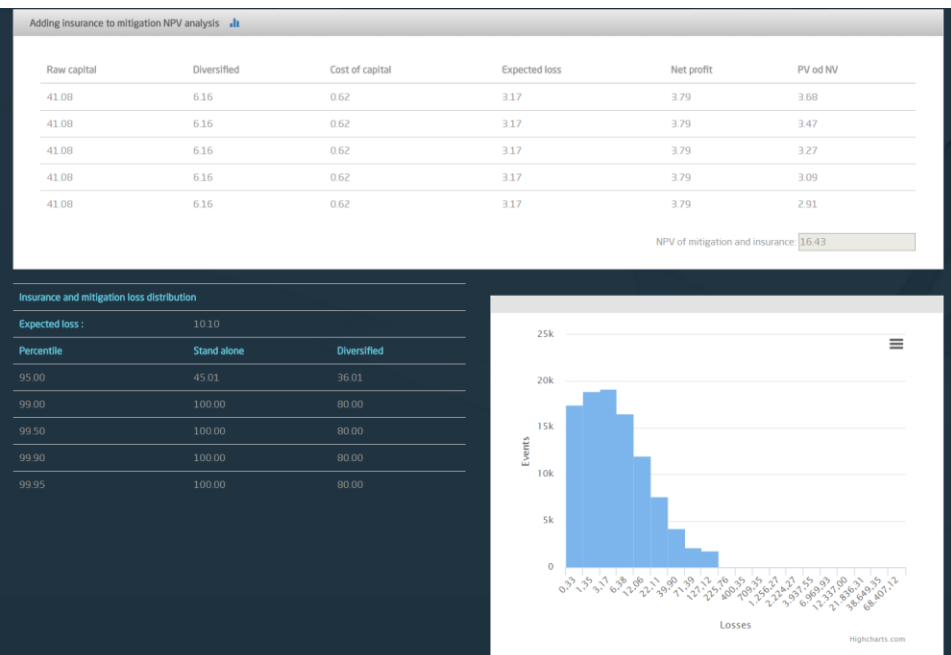 Adding insurance to mitigation NPV analysis
Raw capital Diversified Cost of capital Expected loss Net profit PV od NV
41.08 6.16 0.62 3.17 3.79 3.68
41.08 6.16 0.62 3.17 3.79 3.47
41.08 6.16 0.62 3.17 3.79 3.27
41.08 6.16 0.62 3.17 3.79 3.09
41.08 6.16 0.62 3.17 3.79 2.91
NPV of mitigation and insurance: 16.43
Insurance and mitigation loss distribution
Expected loss : 10.10
Percentile Stand alone Diversified
95.00 45.01 36.01
99.00 100.00 80.00
99.50 100.00 80.00
99.90 100.00 80.00
99.95 100.00 80.00
25k
20k
15k
10k
5k
0
Events
0,33 1,35 3,17 6,38 12,06 22,11 39,90 71,39 127,12 225,76 400,35 709,35 1.256,27 2.224,27 3.937,55 6.969,93 12.337,00 21.836,31 38.649,35 68.407,12
Losses
Highcharts.com